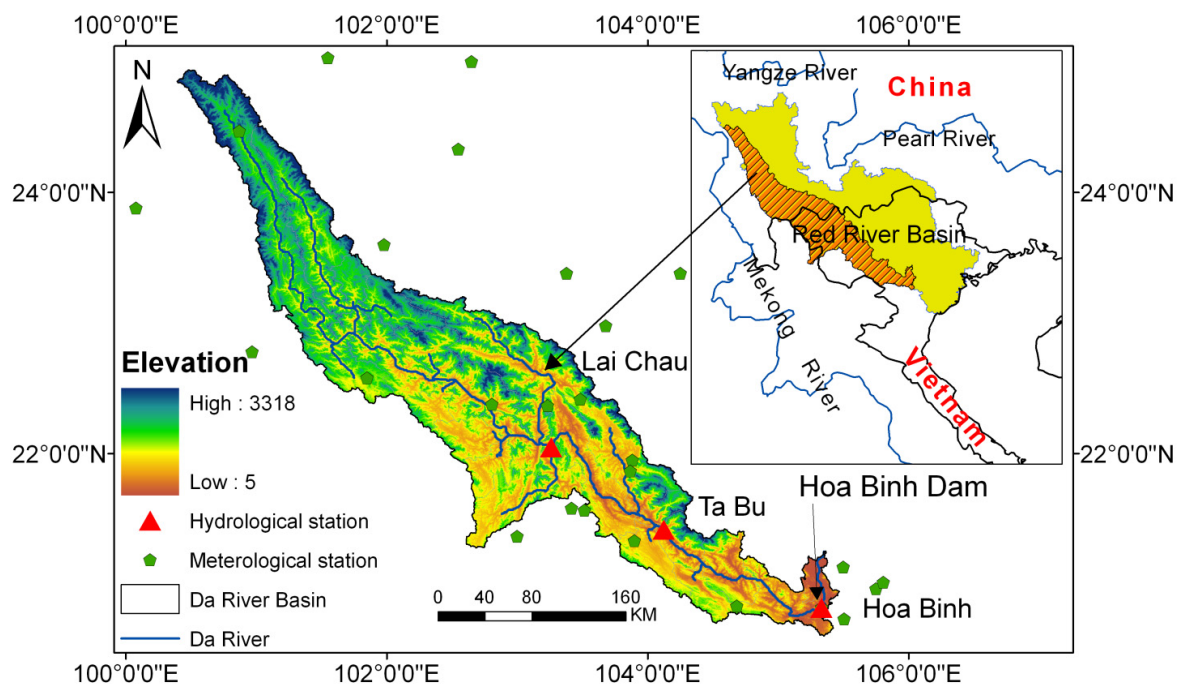 100°0'0"E 102°0'0"E 104°0'0"E 106°0'0"E
N
Yangze River
China
Pearl River
24°0'0"N
24°0'0"N
Red River Basin
Mekong
River
Vietnam
Elevation
High : 3318
Low : 5
Lai Chau
22°0'0"N
22°0'0"N
Hoa Binh Dam
Ta Bu
Hydrological station
Meterological station
Da River Basin
Da River
0 40 80 160
KM
Hoa Binh
100°0'0"E 102°0'0"E 104°0'0"E 106°0'0"E